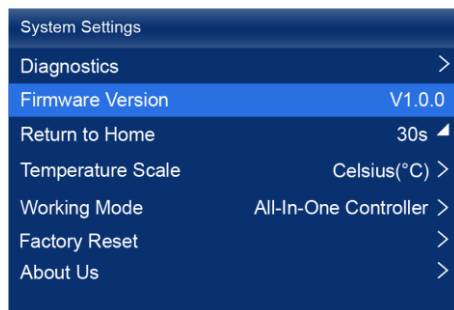 System Settings
Diagnostics >
Firmware Version V1.0.0
Return to Home 30s
Temperature Scale Celsius(°C) >
Working Mode All-In-One Controller >
Factory Reset >
About Us >